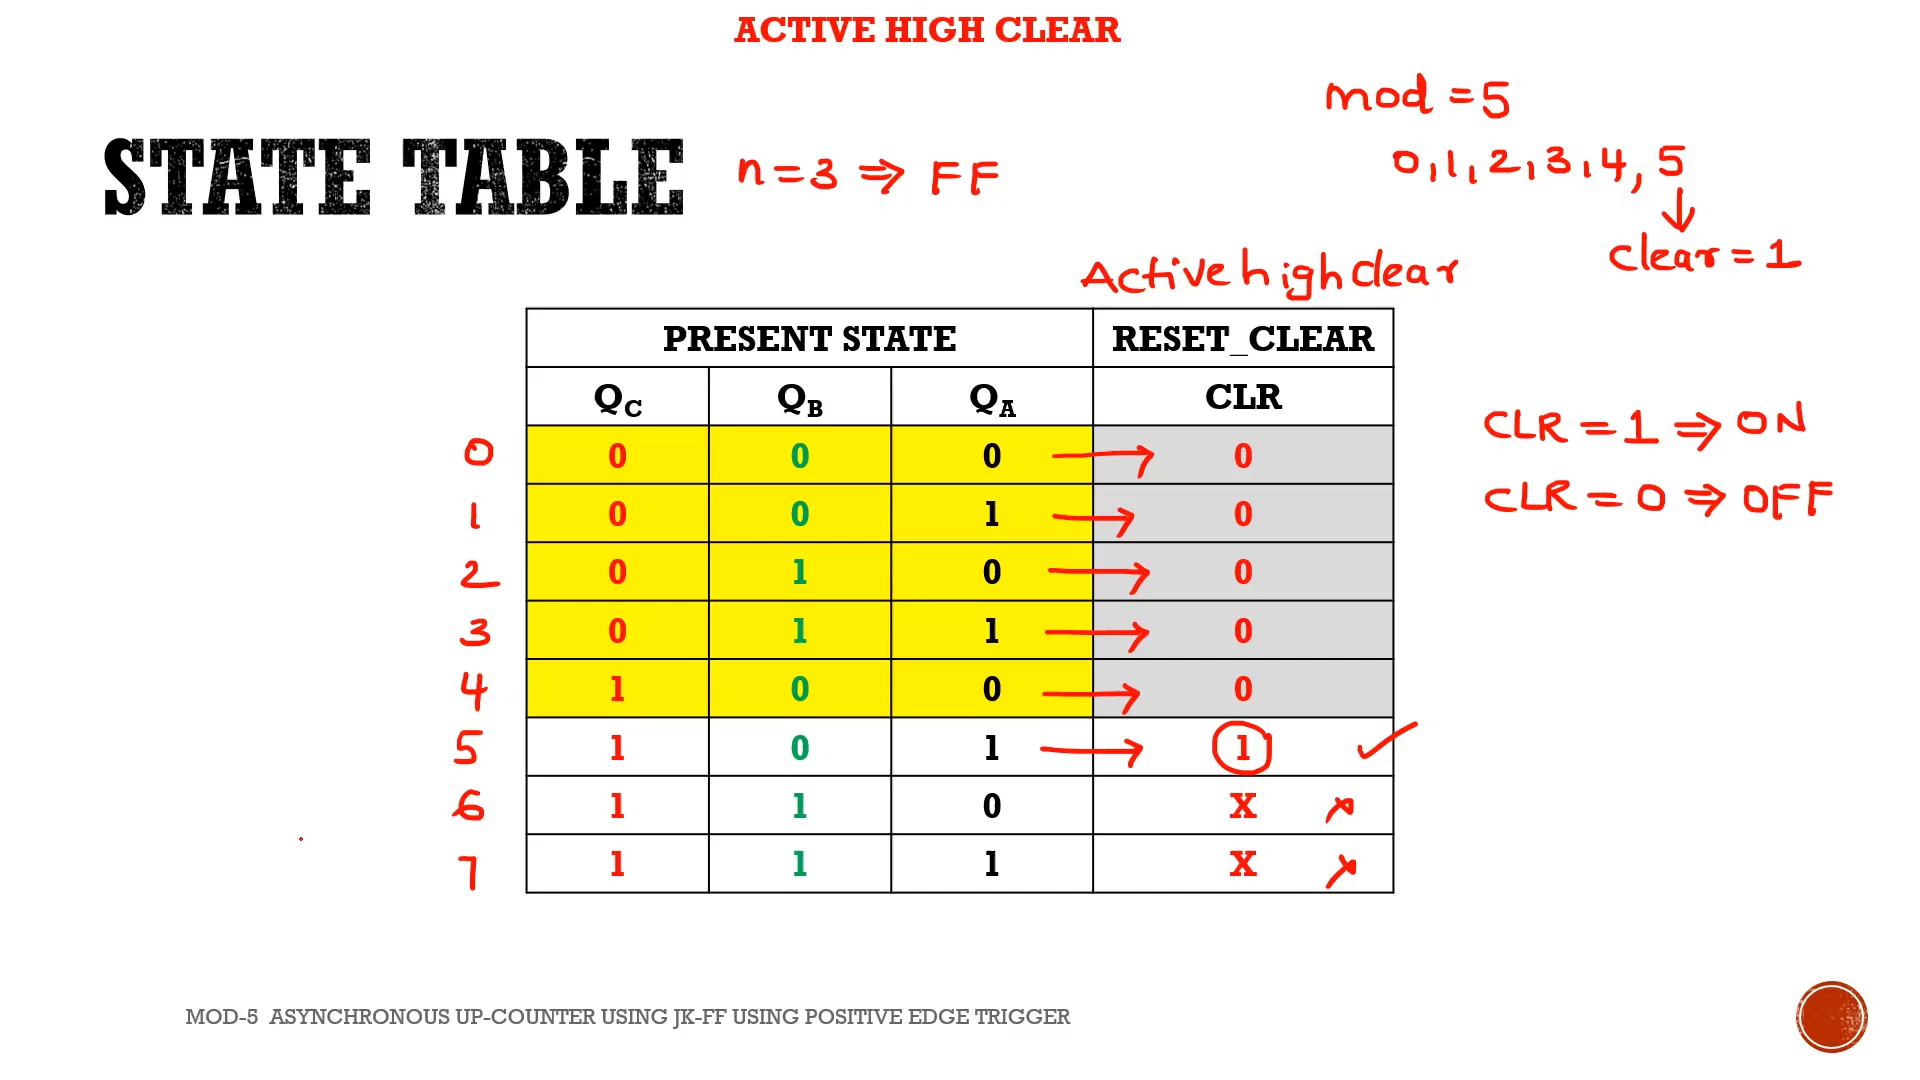 ACTIVE HIGH CLEAR
mod = 5
STATE TABLE
n = 3 ⇒ FF
0, 1, 2, 3, 4, 5
↓
clear = 1
Active high clear
PRESENT STATE RESET_CLEAR
QC QB QA CLR
CLR = 1 ⇒ ON
CLR = 0 ⇒ OFF
0 0 0 0 → 0
1 0 0 1 → 0
2 0 1 0 → 0
3 0 1 1 → 0
4 1 0 0 → 0
5 1 0 1 → 1 ✓
6 1 1 0 X x
7 1 1 1 X x
MOD-5 ASYNCHRONOUS UP-COUNTER USING JK-FF USING POSITIVE EDGE TRIGGER